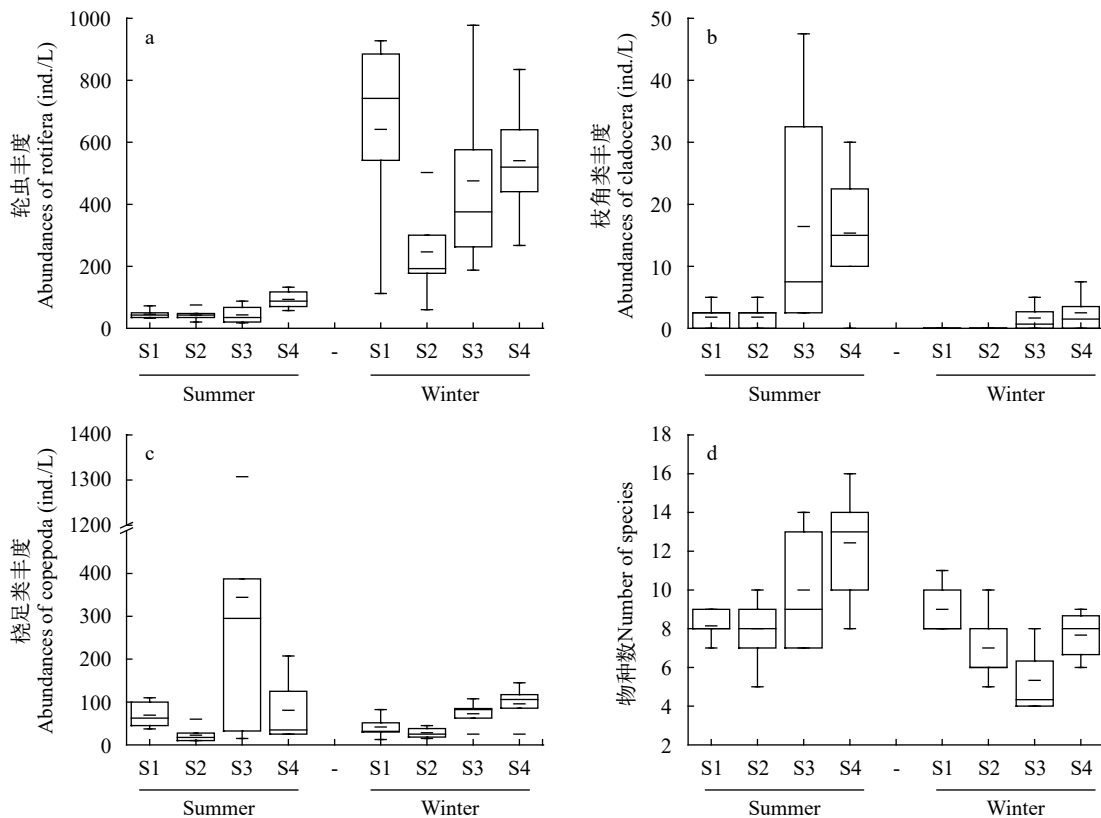 a
轮虫丰度
Abundances of rotifera (ind./L)
1000
800
600
400
200
0
S1 S2 S3 S4 - S1 S2 S3 S4
Summer Winter
b
枝角类丰度
Abundances of cladocera (ind./L)
50
40
30
20
10
0
S1 S2 S3 S4 - S1 S2 S3 S4
Summer Winter
c
桡足类丰度
Abundances of copepoda (ind./L)
1400
1300
1200
400
300
200
100
0
S1 S2 S3 S4 - S1 S2 S3 S4
Summer Winter
d
物种数Number of species
18
16
14
12
10
8
6
4
2
S1 S2 S3 S4 - S1 S2 S3 S4
Summer Winter